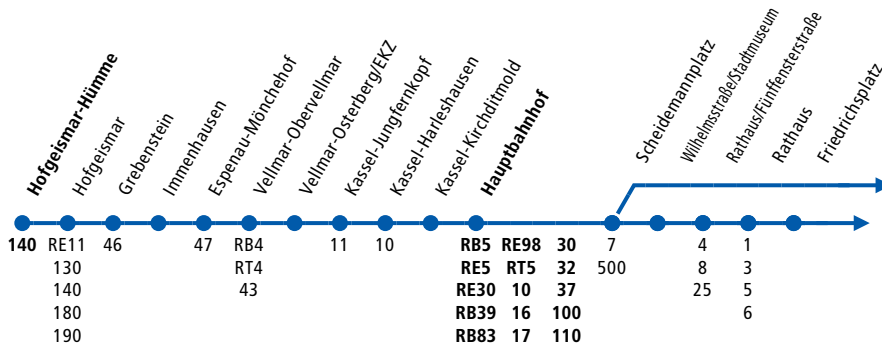 Hofgeismar-Hümme
Hofgeismar
Grebenstein
Immenhausen
Espenau-Mönchehof
Vellmar-Obervellmar
Vellmar-Osterberg/EKZ
Kassel-Jungfernkopf
Kassel-Harleshausen
Kassel-Kirchditmold
Hauptbahnhof
Scheidemannplatz
Wilhelmsstraße/Stadtmuseum
Rathaus/Fünffensterstraße
Rathaus
Friedrichsplatz
140 RE11 46 47 RB4 11 10 RB5 RE98 30 7 4 1
130 RT4 RE5 RT5 32 500 8 3
140 43 RE30 10 37 25 5
180 RB39 16 100 6
190 RB83 17 110